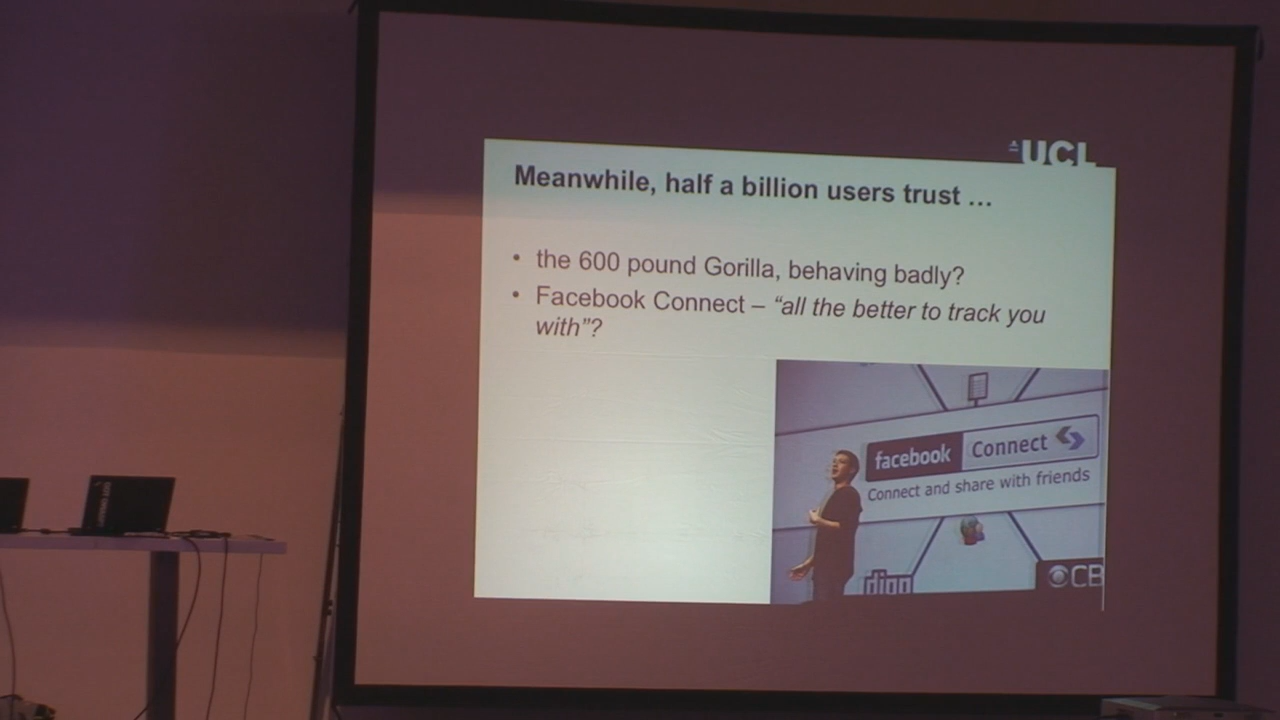 UCL
Meanwhile, half a billion users trust …
• the 600 pound Gorilla, behaving badly?
• Facebook Connect – “all the better to track you
with”?
facebook Connect
Connect and share with friends
digg
CB